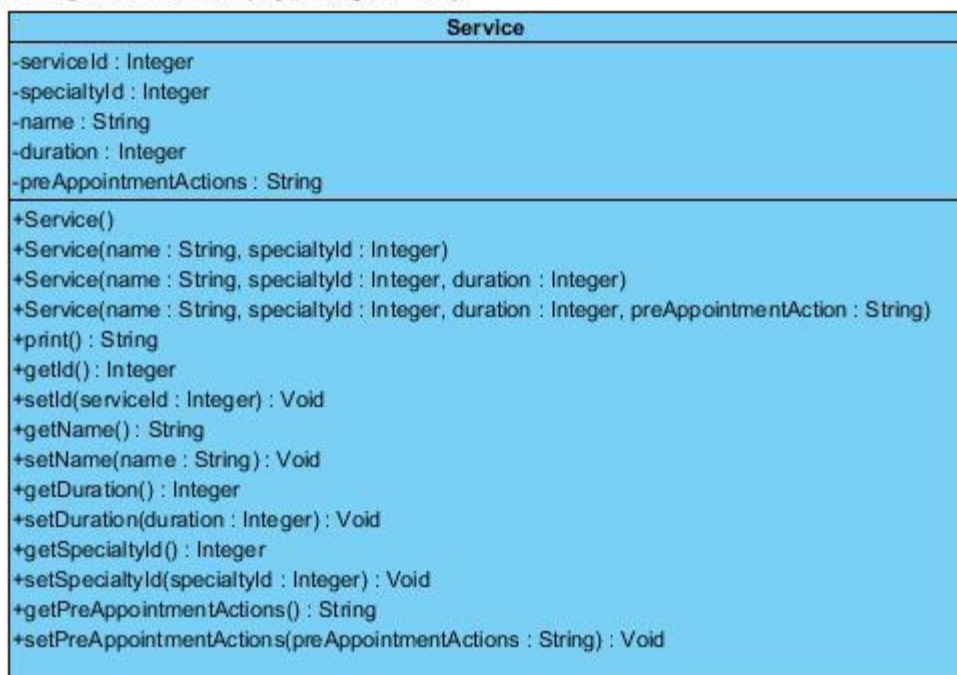 Service
-serviceId : Integer
-specialtyId : Integer
-name : String
-duration : Integer
-preAppointmentActions : String
+Service()
+Service(name : String, specialtyId : Integer)
+Service(name : String, specialtyId : Integer, duration : Integer)
+Service(name : String, specialtyId : Integer, duration : Integer, preAppointmentAction : String)
+print() : String
+getId() : Integer
+setId(serviceId : Integer) : Void
+getName() : String
+setName(name : String) : Void
+getDuration() : Integer
+setDuration(duration : Integer) : Void
+getSpecialtyId() : Integer
+setSpecialtyId(specialtyId : Integer) : Void
+getPreAppointmentActions() : String
+setPreAppointmentActions(preAppointmentActions : String) : Void